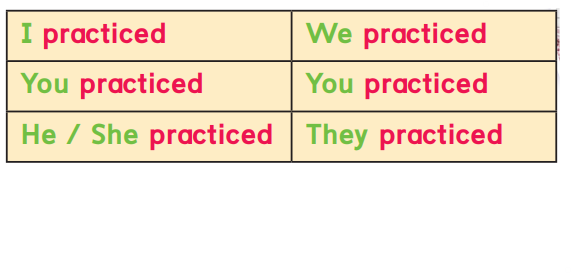 I practiced
We practiced
You practiced
You practiced
He / She practiced
They practiced